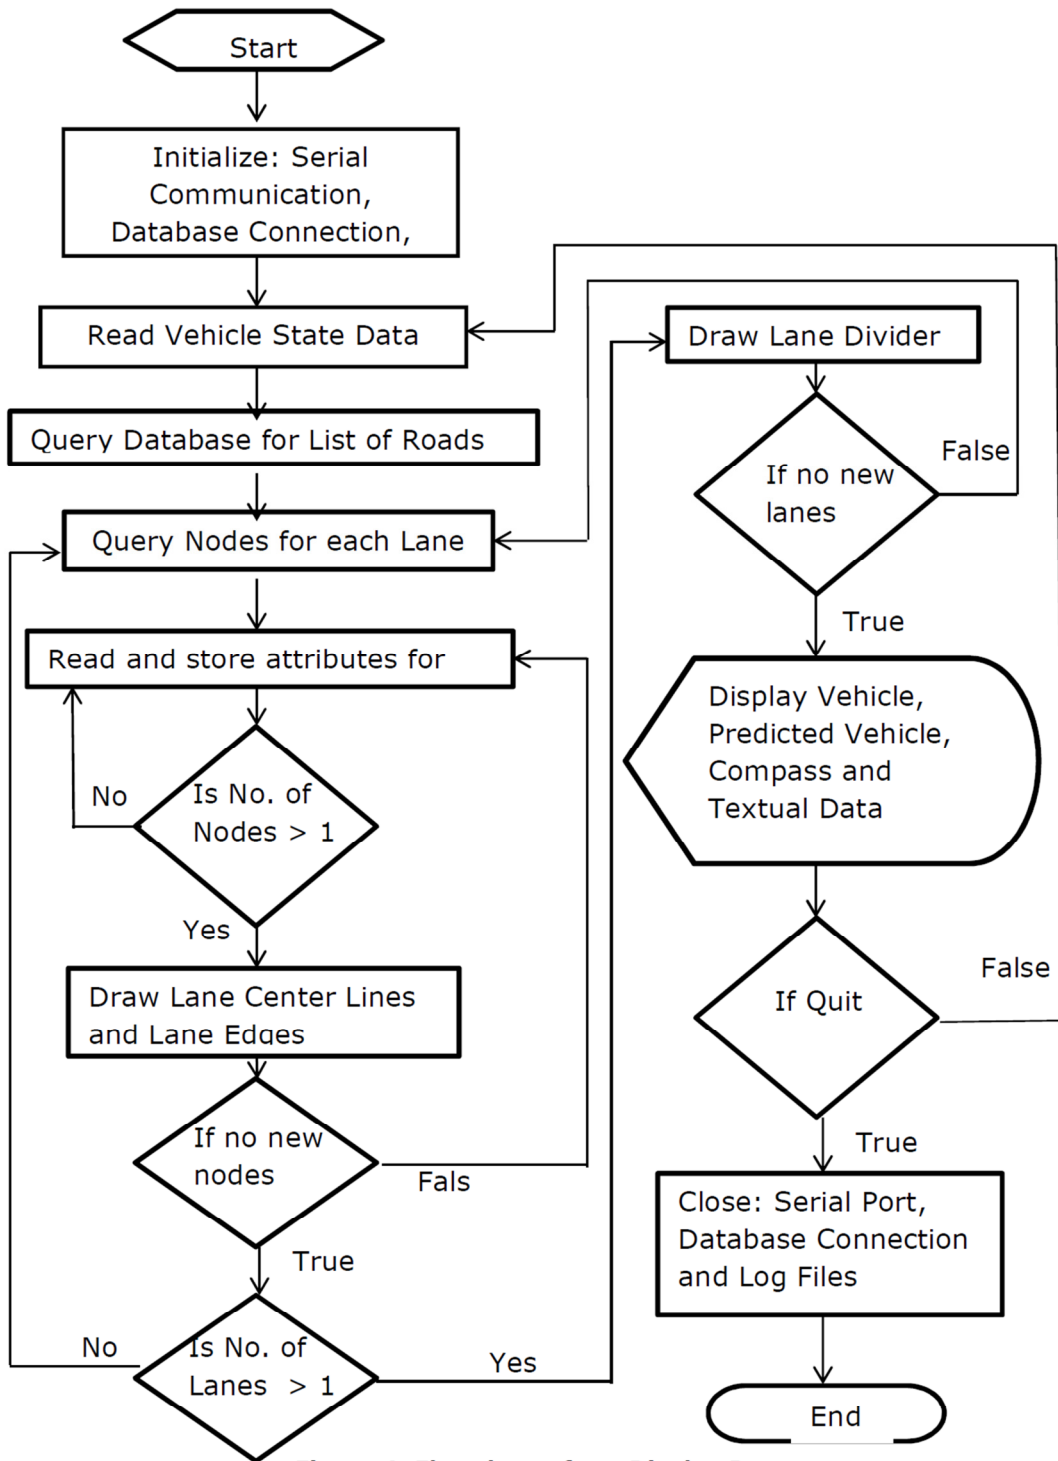 Start
Initialize: Serial
Communication,
Database Connection,
Read Vehicle State Data
Query Database for List of Roads
Query Nodes for each Lane
Read and store attributes for
Is No. of
Nodes > 1
No
Yes
Draw Lane Center Lines
and Lane Edges
If no new
nodes
Fals
True
Is No. of
Lanes > 1
No
Yes
Draw Lane Divider
If no new
lanes
False
True
Display Vehicle,
Predicted Vehicle,
Compass and
Textual Data
If Quit
False
True
Close: Serial Port,
Database Connection
and Log Files
End